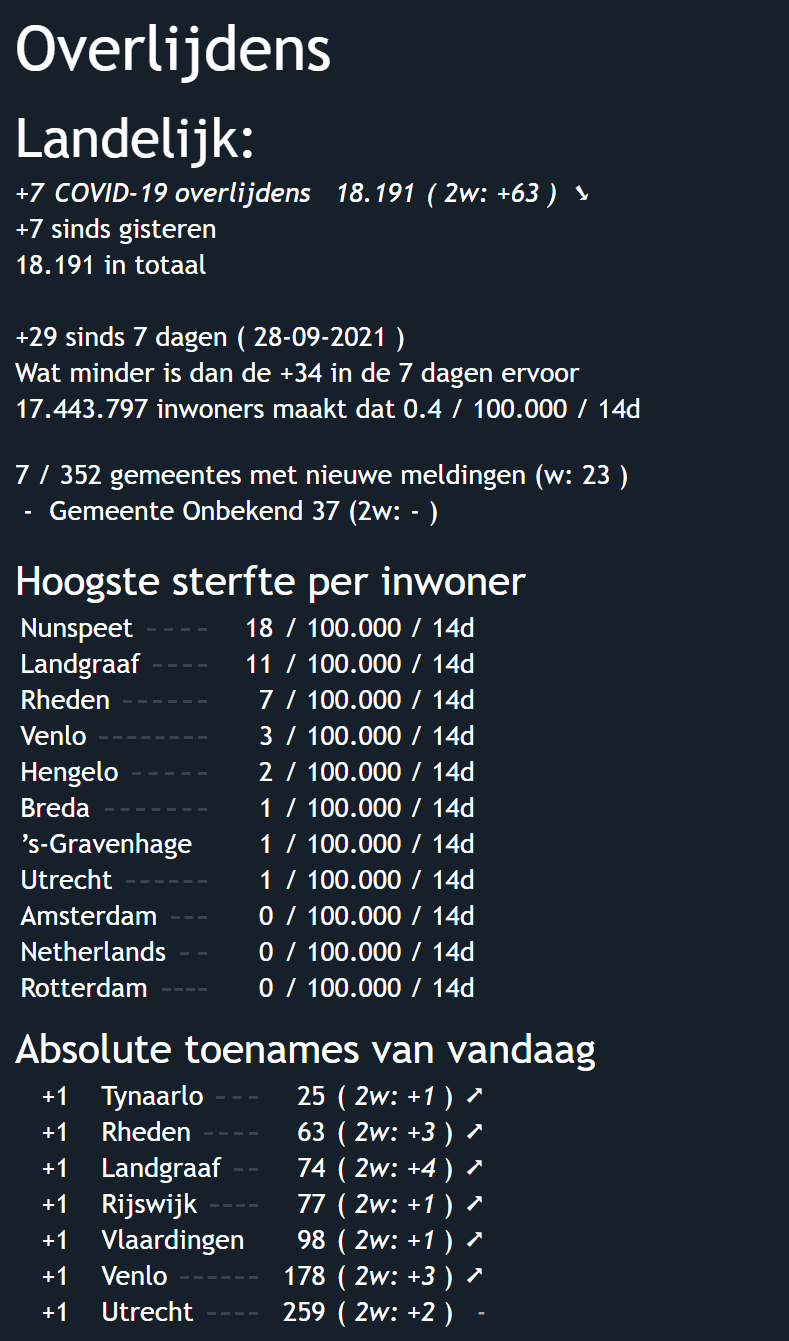 Overlijdens
Landelijk:
+7 COVID-19 overlijdens 18.191 ( 2w: +63 ) ➘
+7 sinds gisteren
18.191 in totaal
+29 sinds 7 dagen ( 28-09-2021 )
Wat minder is dan de +34 in de 7 dagen ervoor
17.443.797 inwoners maakt dat 0.4 / 100.000 / 14d
7 / 352 gemeentes met nieuwe meldingen (w: 23 )
- Gemeente Onbekend 37 (2w: - )
Hoogste sterfte per inwoner
Nunspeet ---- 18 / 100.000 / 14d
Landgraaf ---- 11 / 100.000 / 14d
Rheden ------ 7 / 100.000 / 14d
Venlo -------- 3 / 100.000 / 14d
Hengelo ----- 2 / 100.000 / 14d
Breda ------- 1 / 100.000 / 14d
’s-Gravenhage 1 / 100.000 / 14d
Utrecht ------ 1 / 100.000 / 14d
Amsterdam --- 0 / 100.000 / 14d
Netherlands -- 0 / 100.000 / 14d
Rotterdam ---- 0 / 100.000 / 14d
Absolute toenames van vandaag
+1 Tynaarlo --- 25 ( 2w: +1 ) ➚
+1 Rheden ---- 63 ( 2w: +3 ) ➚
+1 Landgraaf -- 74 ( 2w: +4 ) ➚
+1 Rijswijk ---- 77 ( 2w: +1 ) ➚
+1 Vlaardingen 98 ( 2w: +1 ) ➚
+1 Venlo ------ 178 ( 2w: +3 ) ➚
+1 Utrecht ---- 259 ( 2w: +2 ) -